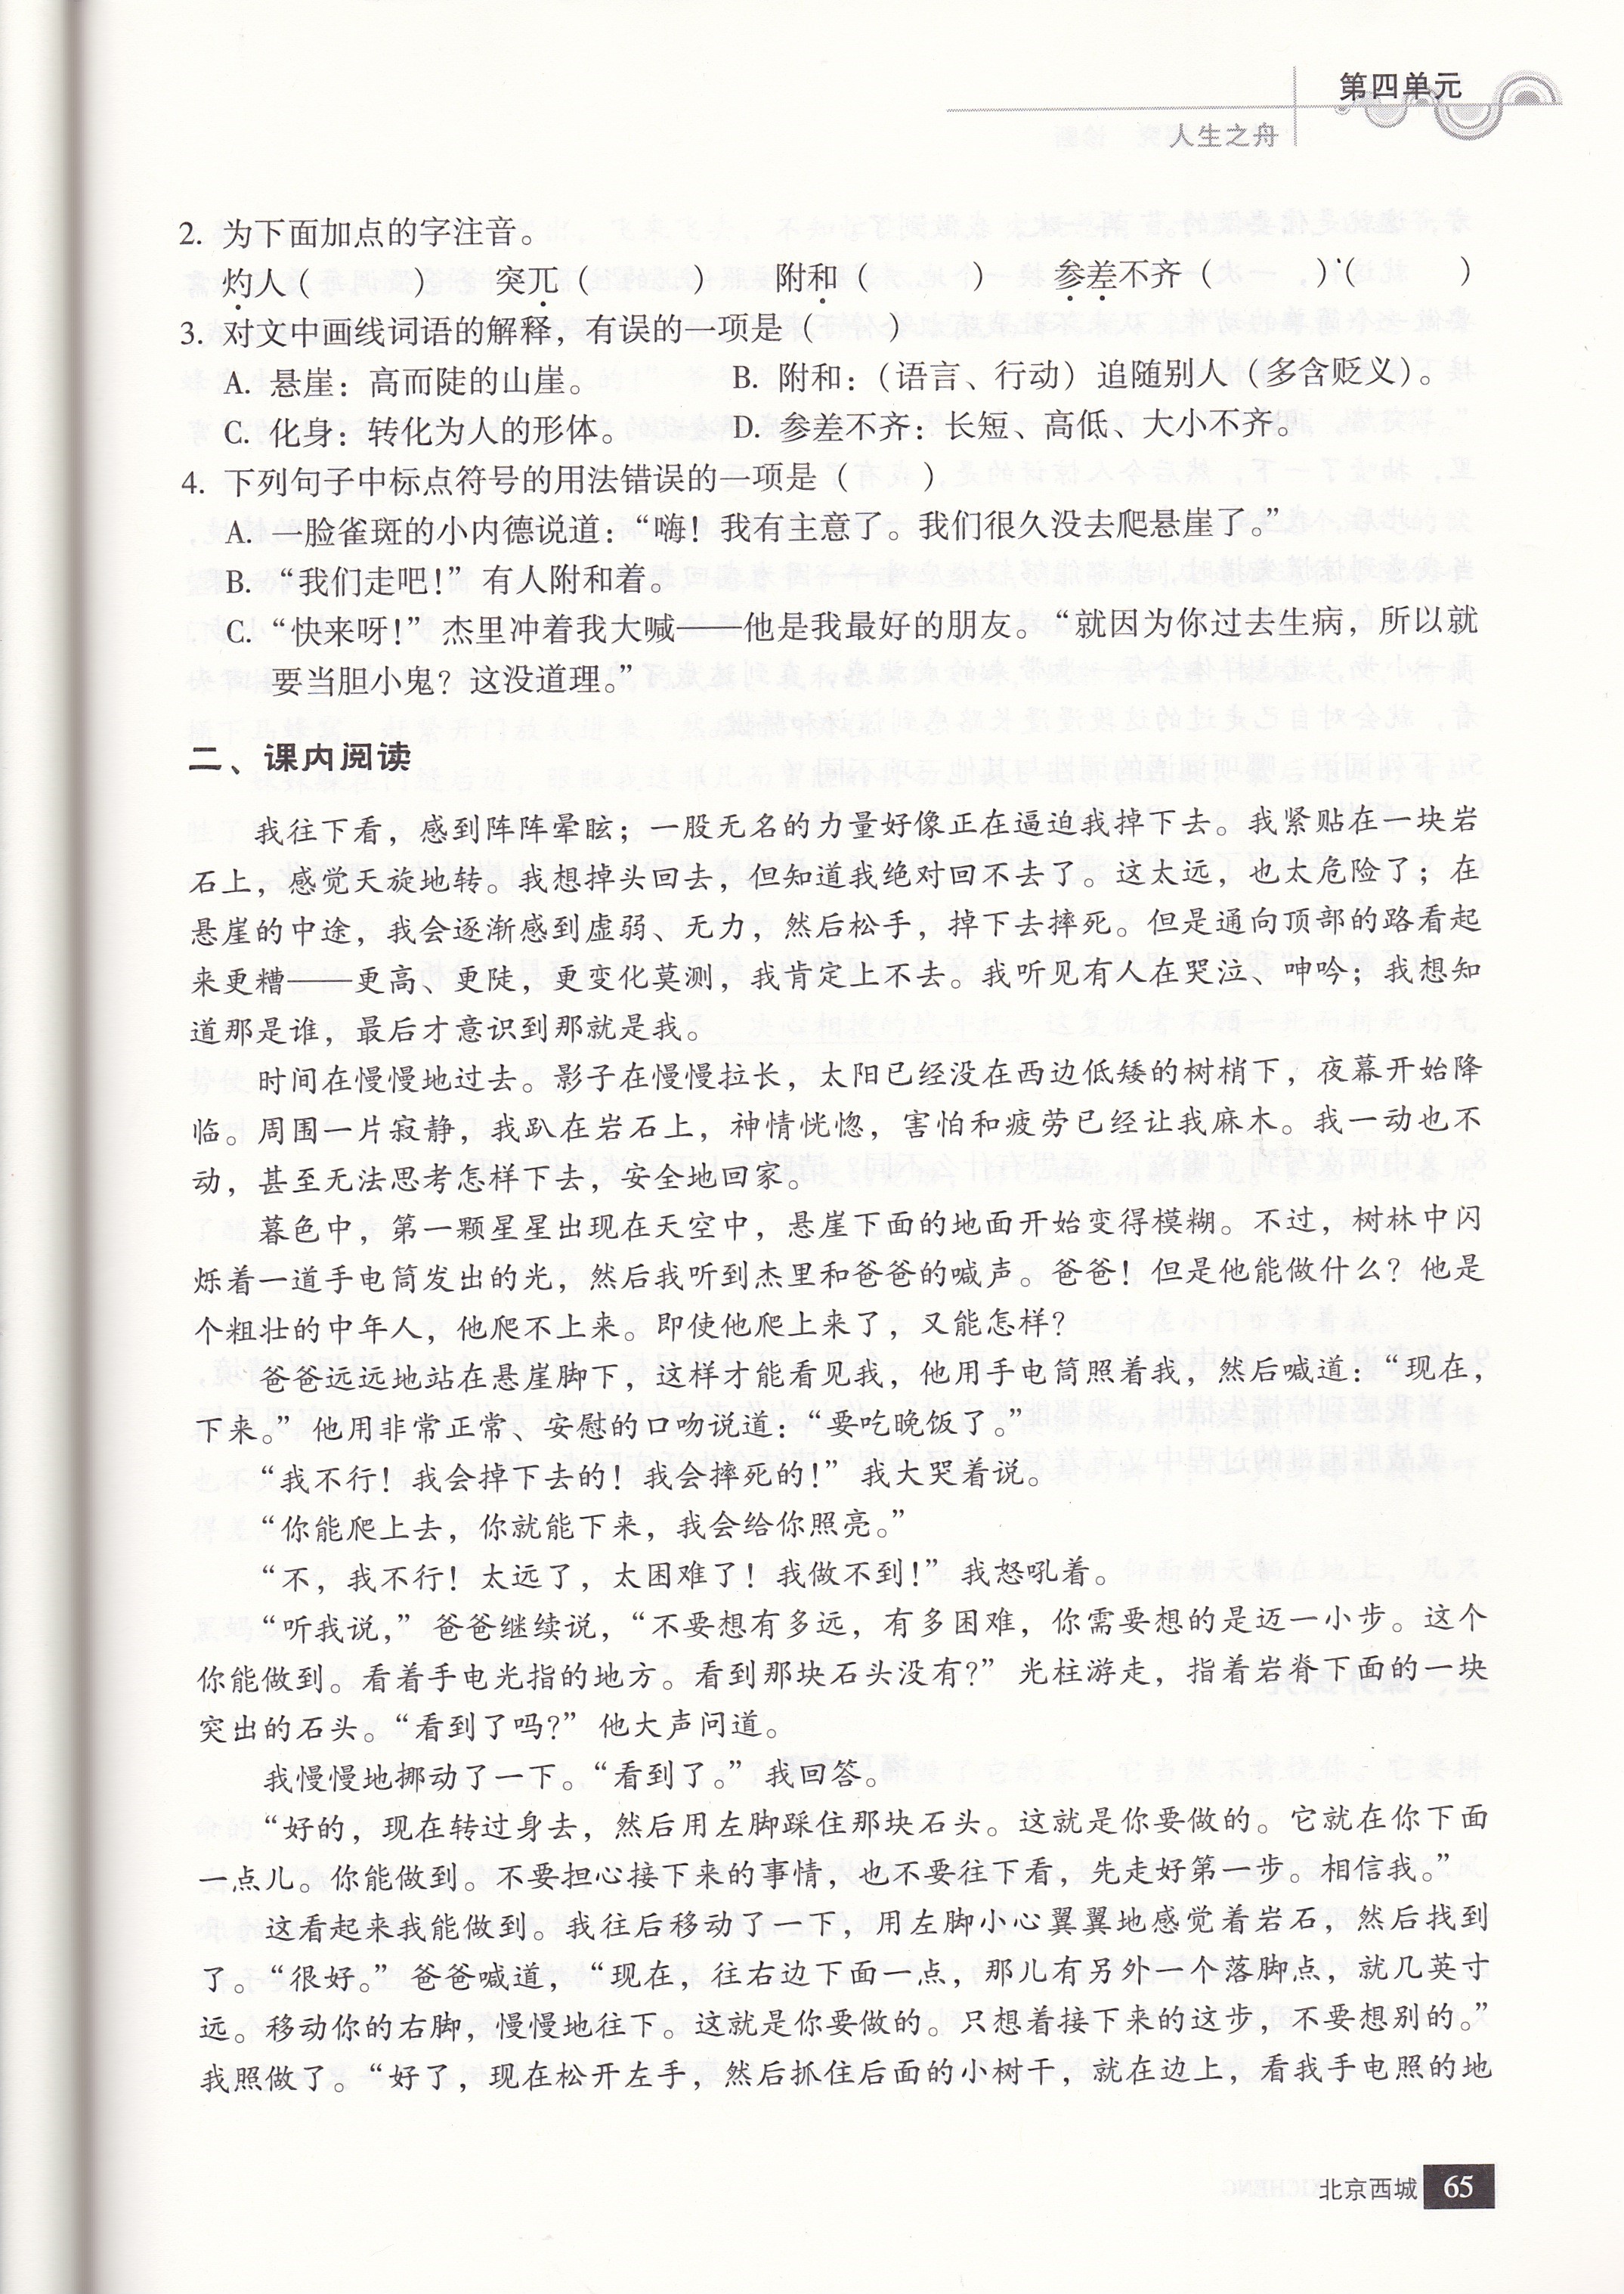 第四单元
人生之舟
2. 为下面加点的字注音。
灼人（　　　） 突兀（　　　） 附和（　　　） 参差不齐（　　　）（　　　）
3. 对文中画线词语的解释，有误的一项是（　　）
A. 悬崖：高而陡的山崖。 B. 附和：（语言、行动）追随别人（多含贬义）。
C. 化身：转化为人的形体。 D. 参差不齐：长短、高低、大小不齐。
4. 下列句子中标点符号的用法错误的一项是（　　）
A. 一脸雀斑的小内德说道：“嗨！我有主意了。我们很久没去爬悬崖了。”
B. “我们走吧！”有人附和着。
C. “快来呀！”杰里冲着我大喊——他是我最好的朋友。“就因为你过去生病，所以就
要当胆小鬼？这没道理。”
二、课内阅读
我往下看，感到阵阵晕眩；一股无名的力量好像正在逼迫我掉下去。我紧贴在一块岩
石上，感觉天旋地转。我想掉头回去，但知道我绝对回不去了。这太远，也太危险了；在
悬崖的中途，我会逐渐感到虚弱、无力，然后松手，掉下去摔死。但是通向顶部的路看起
来更糟——更高、更陡，更变化莫测，我肯定上不去。我听见有人在哭泣、呻吟；我想知
道那是谁，最后才意识到那就是我。
时间在慢慢地过去。影子在慢慢拉长，太阳已经没在西边低矮的树梢下，夜幕开始降
临。周围一片寂静，我趴在岩石上，神情恍惚，害怕和疲劳已经让我麻木。我一动也不
动，甚至无法思考怎样下去，安全地回家。
暮色中，第一颗星星出现在天空中，悬崖下面的地面开始变得模糊。不过，树林中闪
烁着一道手电筒发出的光，然后我听到杰里和爸爸的喊声。爸爸！但是他能做什么？他是
个粗壮的中年人，他爬不上来。即使他爬上来了，又能怎样？
爸爸远远地站在悬崖脚下，这样才能看见我，他用手电筒照着我，然后喊道：“现在，
下来。”他用非常正常、安慰的口吻说道：“要吃晚饭了。”
“我不行！我会掉下去的！我会摔死的！”我大哭着说。
“你能爬上去，你就能下来，我会给你照亮。”
“不，我不行！太远了，太困难了！我做不到！”我怒吼着。
“听我说，”爸爸继续说，“不要想有多远，有多困难，你需要想的是迈一小步。这个
你能做到。看着手电光指的地方。看到那块石头没有？”光柱游走，指着岩脊下面的一块
突出的石头。“看到了吗？”他大声问道。
我慢慢地挪动了一下。“看到了。”我回答。
“好的，现在转过身去，然后用左脚踩住那块石头。这就是你要做的。它就在你下面
一点儿。你能做到。不要担心接下来的事情，也不要往下看，先走好第一步。相信我。”
这看起来我能做到。我往后移动了一下，用左脚小心翼翼地感觉着岩石，然后找到
了。“很好。”爸爸喊道，“现在，往右边下面一点，那儿有另外一个落脚点，就几英寸
远。移动你的右脚，慢慢地往下。这就是你要做的。只想着接下来的这步，不要想别的。”
我照做了。“好了，现在松开左手，然后抓住后面的小树干，就在边上，看我手电照的地
北京西城 65